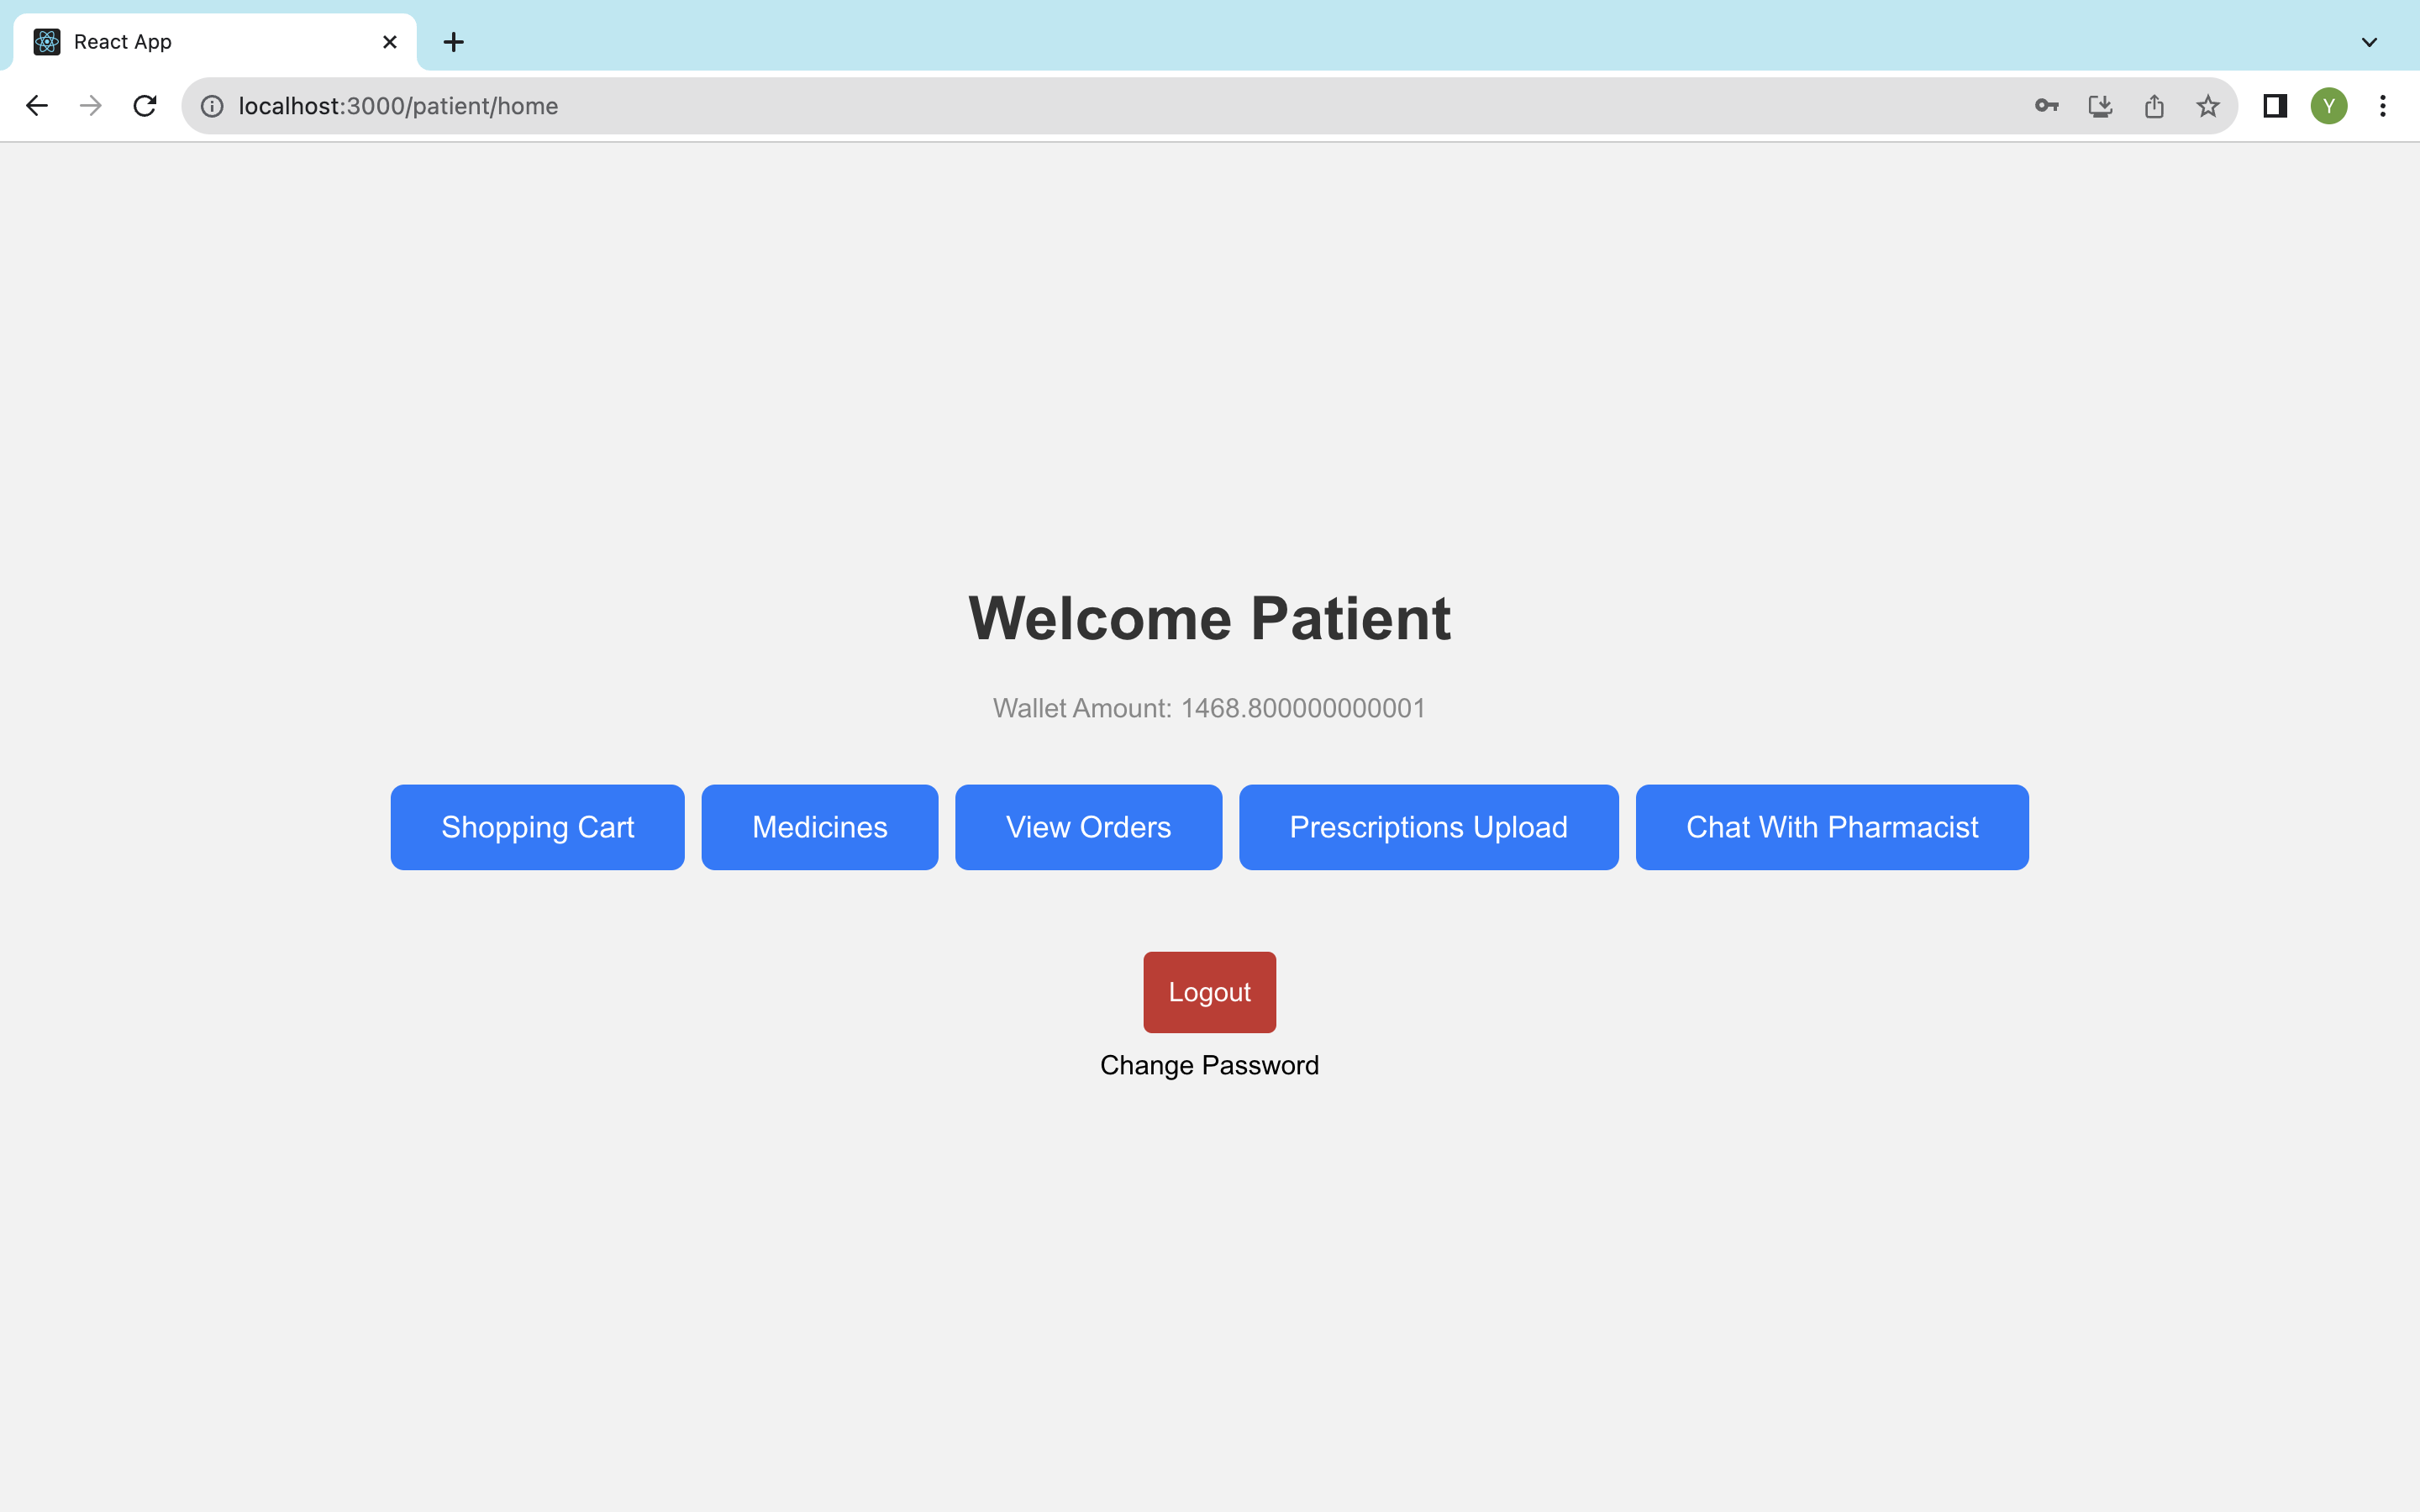 React App
localhost:3000/patient/home
Y
Welcome Patient
Wallet Amount: 1468.800000000001
Shopping Cart Medicines View Orders Prescriptions Upload Chat With Pharmacist
Logout
Change Password